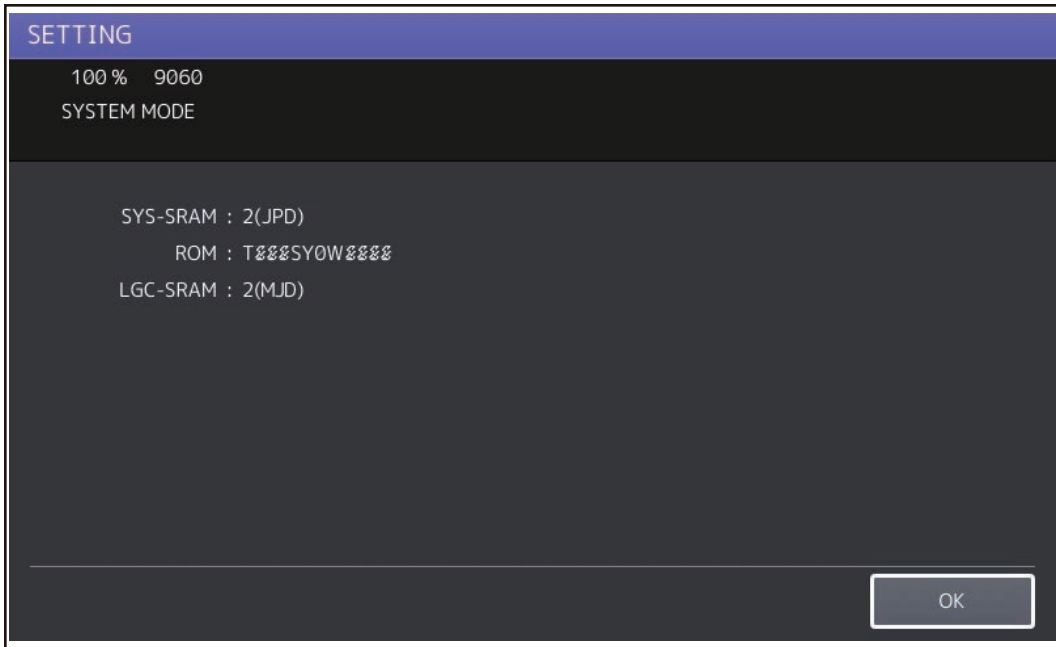 SETTING
100 % 9060
SYSTEM MODE
SYS-SRAM : 2(JPD)
ROM :
LGC-SRAM : 2(MJD)
OK